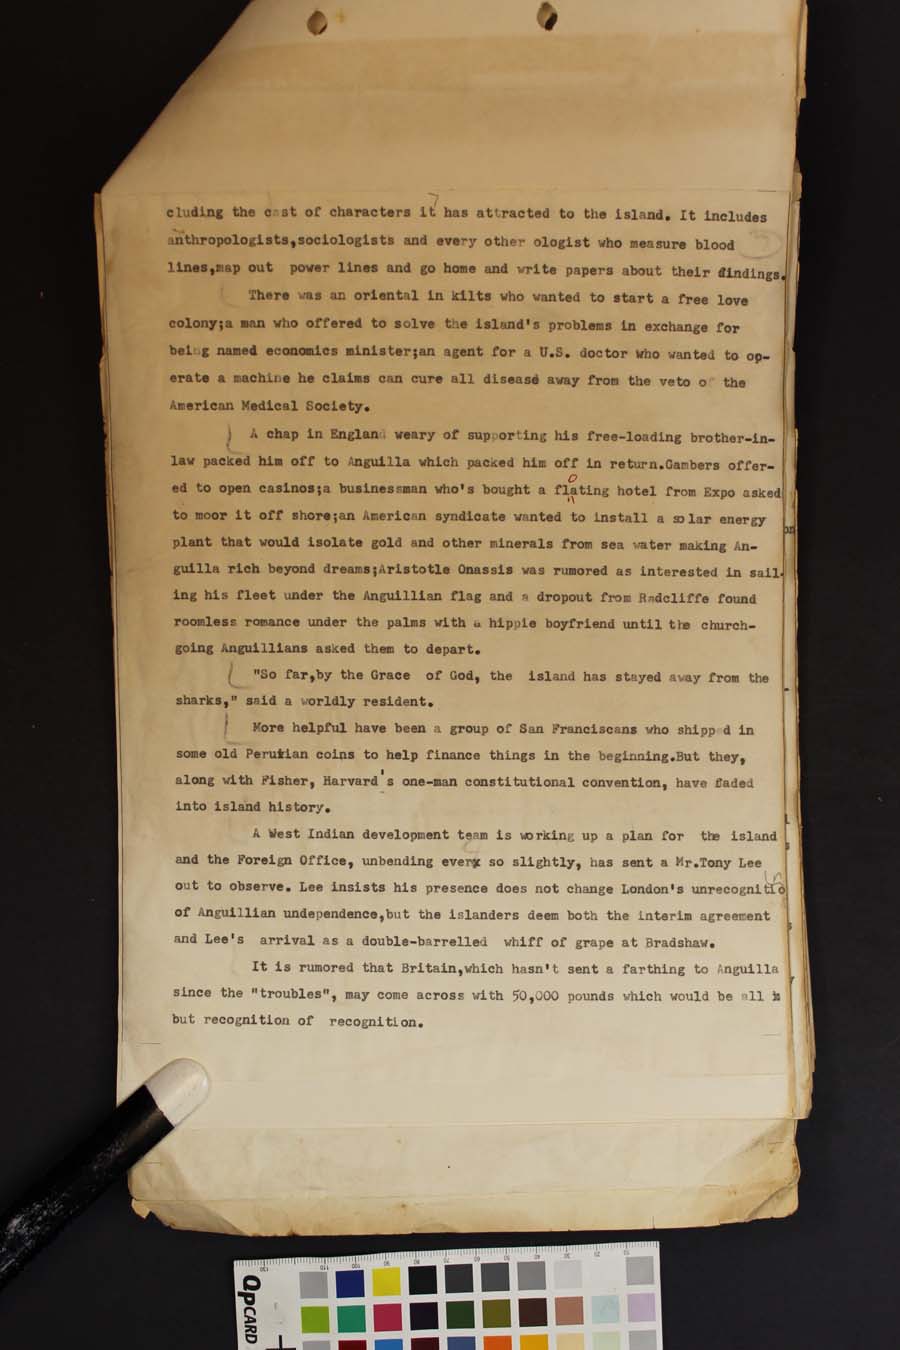 cluding the cast of characters it has attracted to the island. It includes
anthropologists,sociologists and every other ologist who measure blood
lines,map out power lines and go home and write papers about their findings.
There was an oriental in kilts who wanted to start a free love
colony;a man who offered to solve the island's problems in exchange for
being named economics minister;an agent for a U.S. doctor who wanted to op-
erate a machine he claims can cure all disease away from the veto of the
American Medical Society.
A chap in England weary of supporting his free-loading brother-in-
law packed him off to Anguilla which packed him off in return.Gambers offer-
ed to open casinos;a businessman who's bought a floating hotel from Expo asked
to moor it off shore;an American syndicate wanted to install a solar energy
plant that would isolate gold and other minerals from sea water making An-
guilla rich beyond dreams;Aristotle Onassis was rumored as interested in sail-
ing his fleet under the Anguillian flag and a dropout from Radcliffe found
roomless romance under the palms with a hippie boyfriend until the church-
going Anguillians asked them to depart.
"So far,by the Grace of God, the island has stayed away from the
sharks," said a worldly resident.
More helpful have been a group of San Franciscans who shipped in
some old Perutian coins to help finance things in the beginning.But they,
along with Fisher, Harvard's one-man constitutional convention, have faded
into island history.
A West Indian development team is working up a plan for the island
and the Foreign Office, unbending ever so slightly, has sent a Mr.Tony Lee
out to observe. Lee insists his presence does not change London's unrecognition
of Anguillian undependence,but the islanders deem both the interim agreement
and Lee's arrival as a double-barrelled whiff of grape at Bradshaw.
It is rumored that Britain,which hasn't sent a farthing to Anguilla
since the "troubles", may come across with 50,000 pounds which would be all
but recognition of recognition.
QPCARD